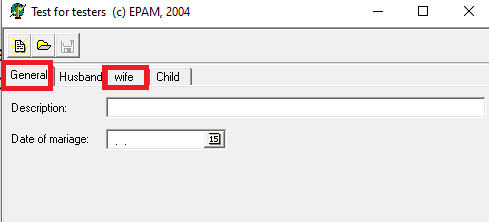 Test for testers (c) EPAM, 2004
General Husband wife Child
Description:
Date of mariage: . . 15